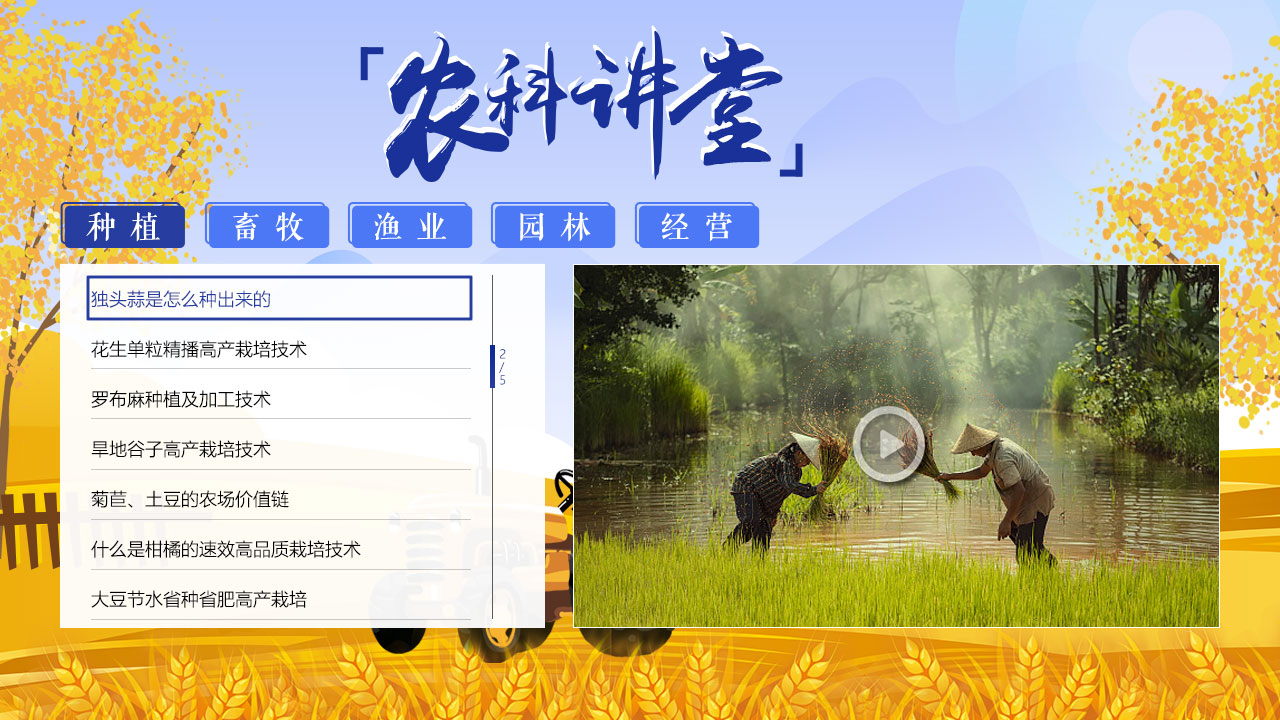 「农科讲堂」
种植 畜牧 渔业 园林 经营
独头蒜是怎么种出来的
花生单粒精播高产栽培技术
罗布麻种植及加工技术
旱地谷子高产栽培技术
菊苣、土豆的农场价值链
什么是柑橘的速效高品质栽培技术
大豆节水省种省肥高产栽培
2/5